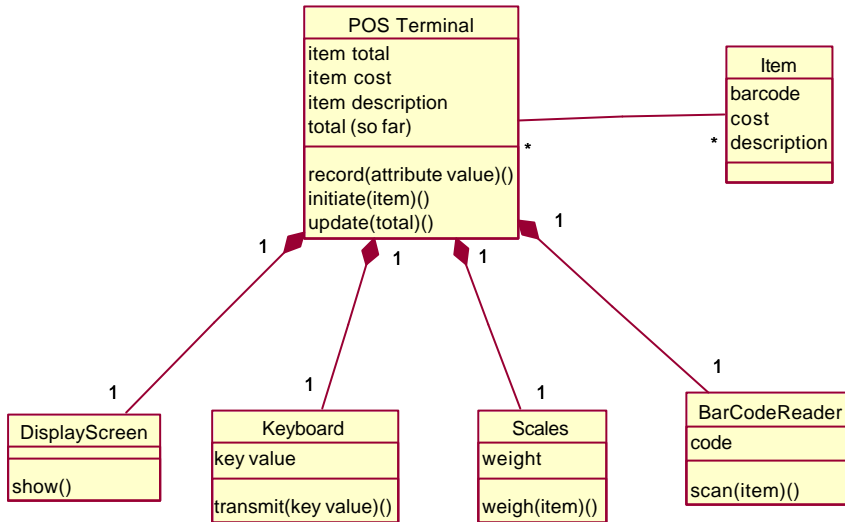 POS Terminal
item total
item cost
item description
total (so far)
record(attribute value)()
initiate(item)()
update(total)()
Item
barcode
cost
description
*
*
1
1
1
1
1
1
1
1
DisplayScreen
show()
Keyboard
key value
transmit(key value)()
Scales
weight
weigh(item)()
BarCodeReader
code
scan(item)()